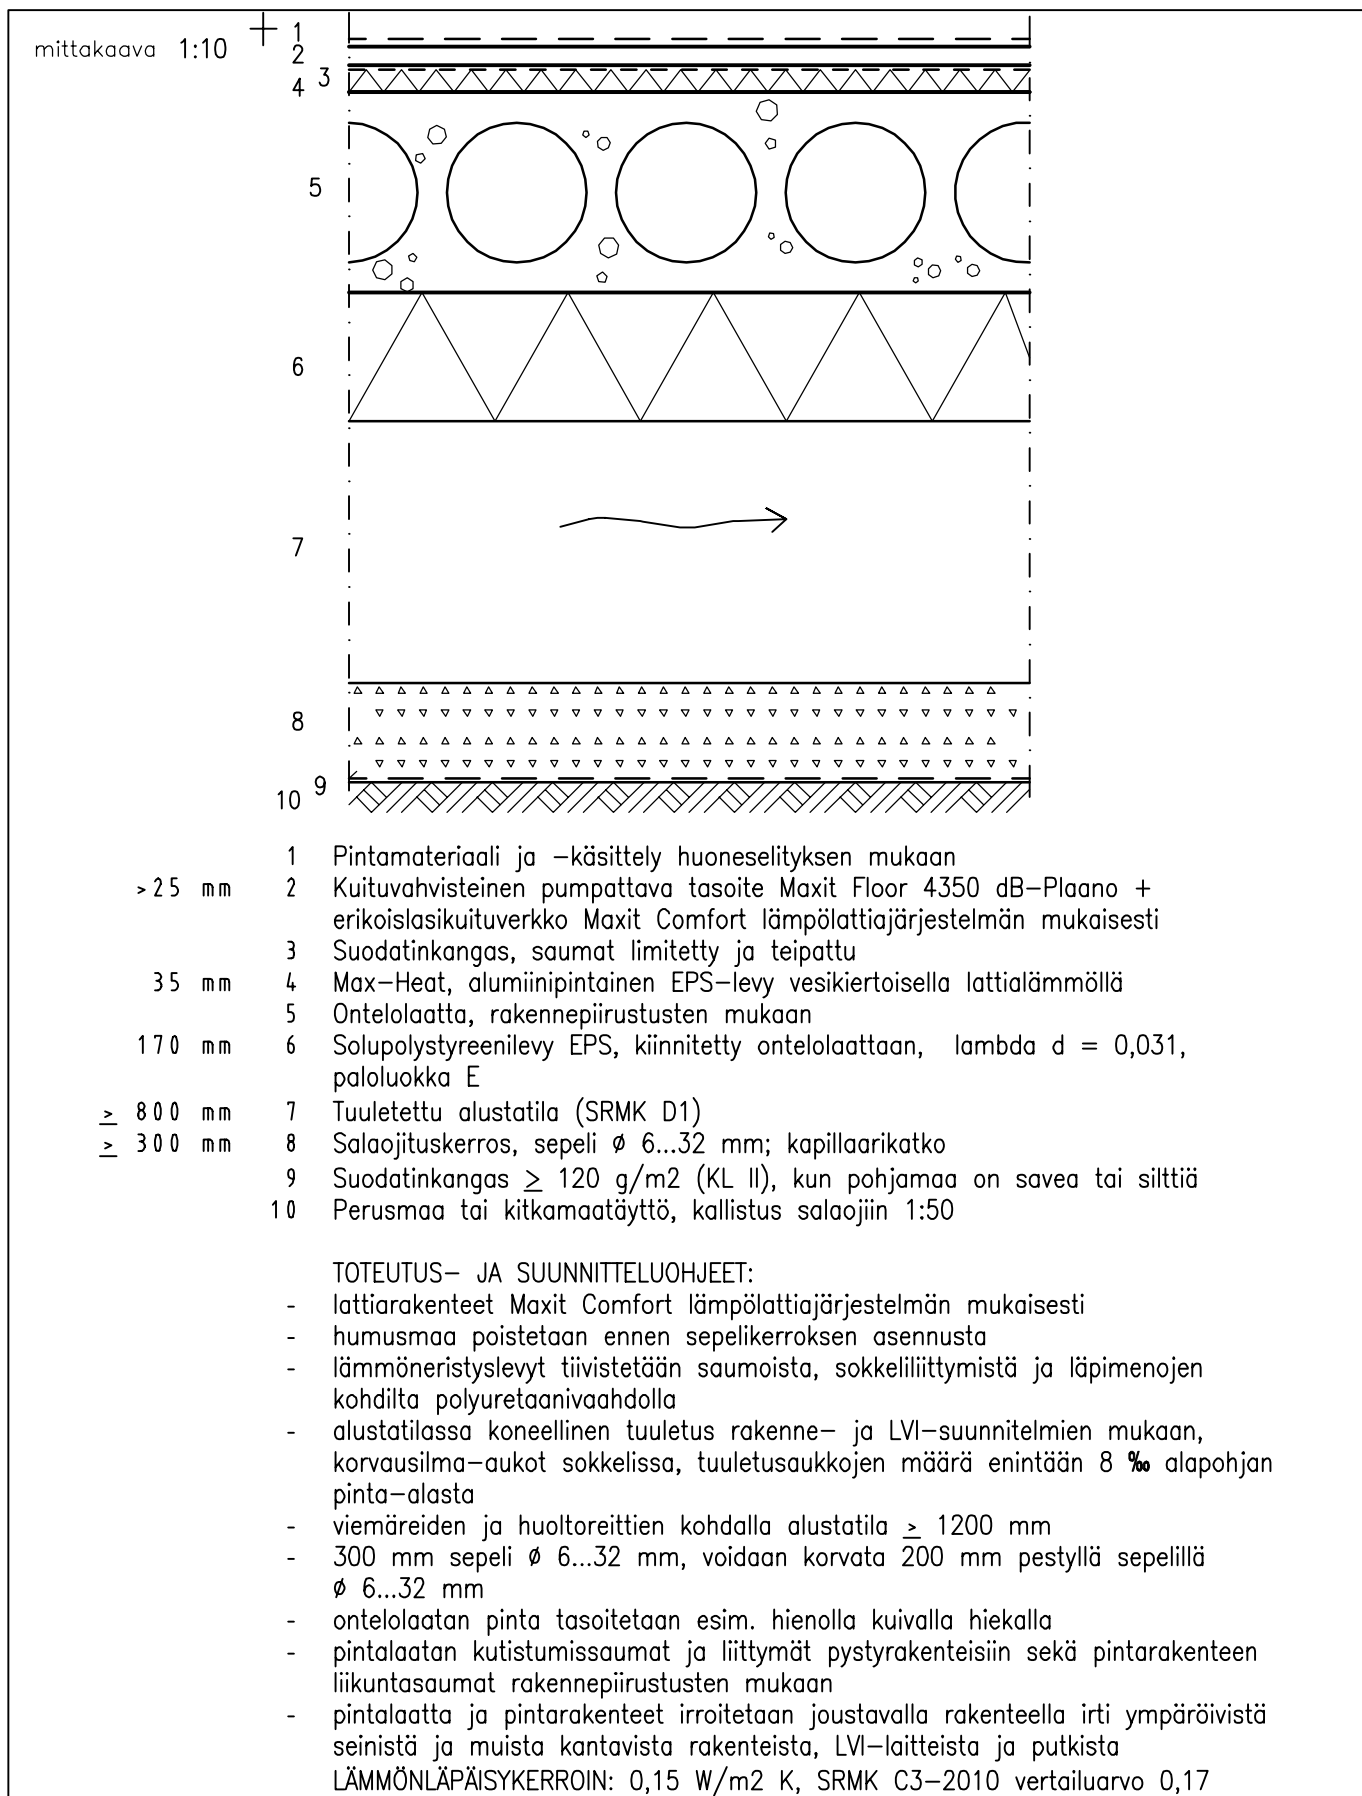 mittakaava 1:10
1
2
3
4
5
6
7
8
9
10
1 Pintamateriaali ja -käsittely huoneselityksen mukaan
>25 mm 2 Kuituvahvisteinen pumpattava tasoite Maxit Floor 4350 dB-Plaano +
erikoislasikuituverkko Maxit Comfort lämpölattiajärjestelmän mukaisesti
3 Suodatinkangas, saumat limitetty ja teipattu
35 mm 4 Max-Heat, alumiinipintainen EPS-levy vesikiertoisella lattialämmöllä
5 Ontelolaatta, rakennepiirustusten mukaan
170 mm 6 Solupolystyreenilevy EPS, kiinnitetty ontelolaattaan, lambda d = 0,031,
paloluokka E
≥ 800 mm 7 Tuuletettu alustatila (SRMK D1)
≥ 300 mm 8 Salaojituskerros, sepeli ø 6...32 mm; kapillaarikatko
9 Suodatinkangas ≥ 120 g/m2 (KL II), kun pohjamaa on savea tai silttiä
10 Perusmaa tai kitkamaatäyttö, kallistus salaojiin 1:50
TOTEUTUS- JA SUUNNITTELUOHJEET:
- lattiarakenteet Maxit Comfort lämpölattiajärjestelmän mukaisesti
- humusmaa poistetaan ennen sepelikerroksen asennusta
- lämmöneristyslevyt tiivistetään saumoista, sokkeliliittymistä ja läpimenojen
kohdilta polyuretaanivaahdolla
- alustatilassa koneellinen tuuletus rakenne- ja LVI-suunnitelmien mukaan,
korvausilma-aukot sokkelissa, tuuletusaukkojen määrä enintään 8 ‰ alapohjan
pinta-alasta
- viemäreiden ja huoltoreittien kohdalla alustatila ≥ 1200 mm
- 300 mm sepeli ø 6...32 mm, voidaan korvata 200 mm pestyllä sepelillä
ø 6...32 mm
- ontelolaatan pinta tasoitetaan esim. hienolla kuivalla hiekalla
- pintalaatan kutistumissaumat ja liittymät pystyrakenteisiin sekä pintarakenteen
liikuntasaumat rakennepiirustusten mukaan
- pintalaatta ja pintarakenteet irroitetaan joustavalla rakenteella irti ympäröivistä
seinistä ja muista kantavista rakenteista, LVI-laitteista ja putkista
LÄMMÖNLÄPÄISYKERROIN: 0,15 W/m2 K, SRMK C3-2010 vertailuarvo 0,17